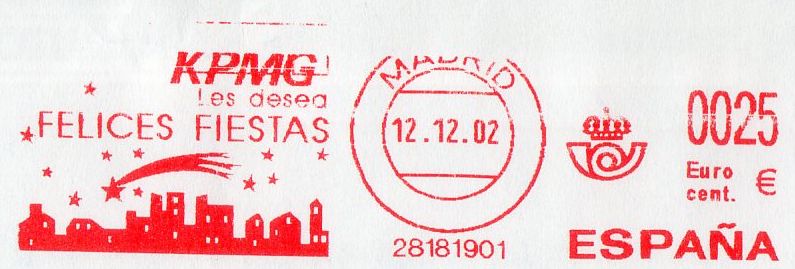 KPMG
Les desea
FELICES FIESTAS
MADRID
12.12.02
28181901
0025
Euro
cent. €
ESPAÑA